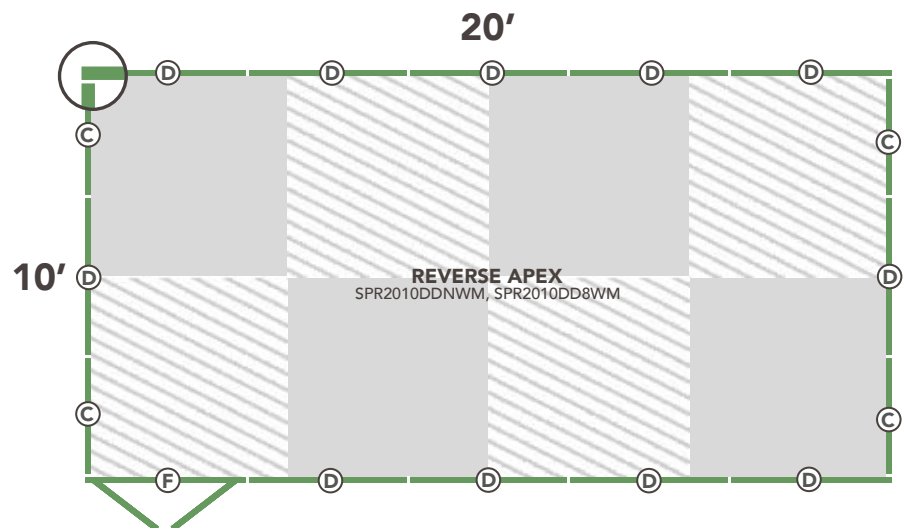 20′
D D D D D
C C
10′ D REVERSE APEX D
SPR2010DDNWM, SPR2010DD8WM
C C
F D D D D